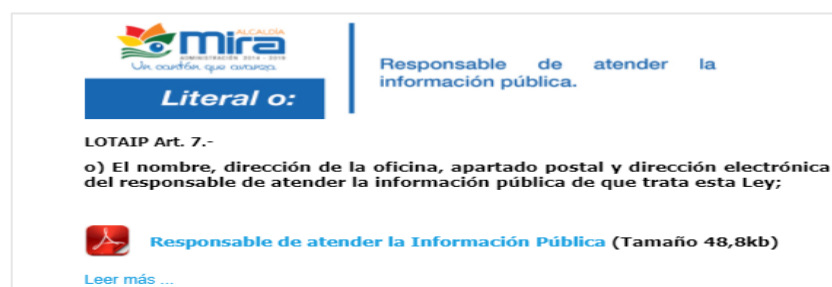 ALCALDÍA
mira
ADMINISTRACIÓN 2014 - 2019
Un cantón que avanza
Literal o:
Responsable de atender la
información pública.
LOTAIP Art. 7.-
o) El nombre, dirección de la oficina, apartado postal y dirección electrónica
del responsable de atender la información pública de que trata esta Ley;
Responsable de atender la Información Pública (Tamaño 48,8kb)
Leer más ...